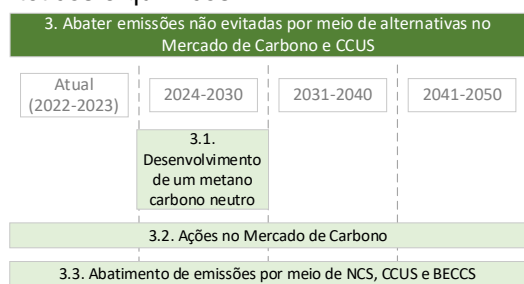 3. Abater emissões não evitadas por meio de alternativas no
Mercado de Carbono e CCUS
Atual
(2022-2023)
2024-2030
2031-2040
2041-2050
3.1.
Desenvolvimento
de um metano
carbono neutro
3.2. Ações no Mercado de Carbono
3.3. Abatimento de emissões por meio de NCS, CCUS e BECCS